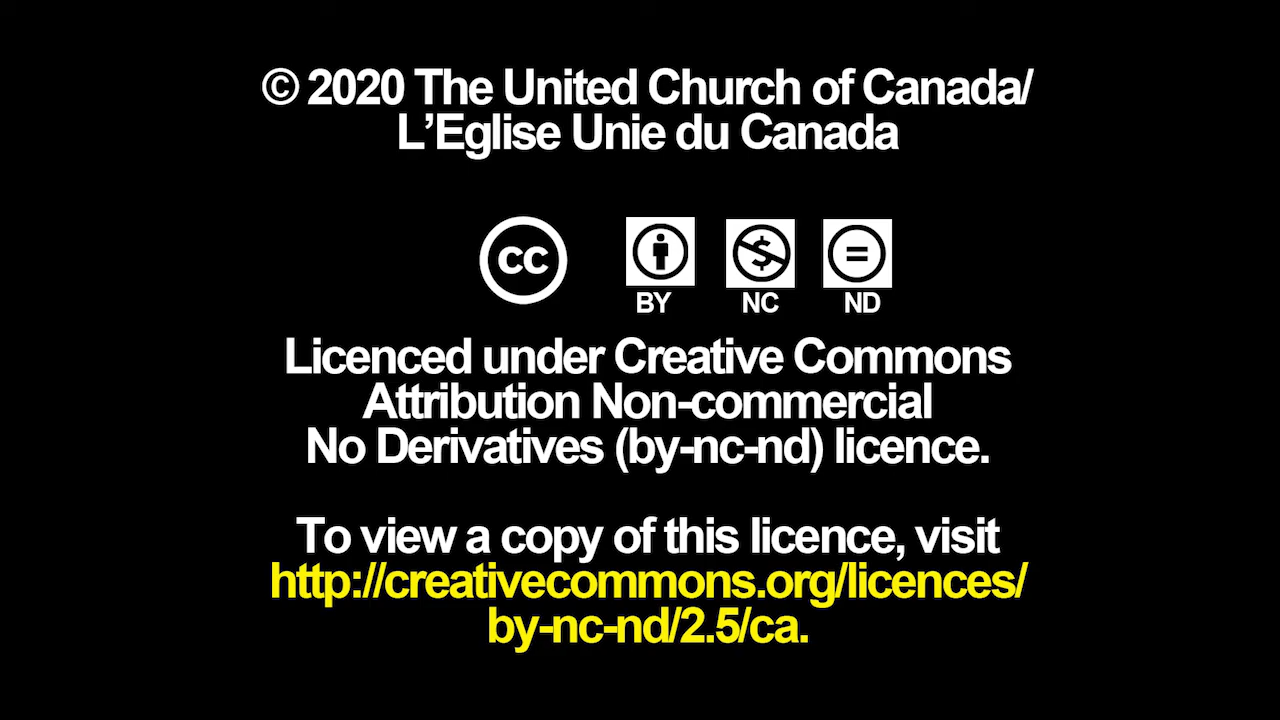 © 2020 The United Church of Canada/
L’Eglise Unie du Canada
cc
BY NC ND
Licenced under Creative Commons
Attribution Non-commercial
No Derivatives (by-nc-nd) licence.
To view a copy of this licence, visit
http://creativecommons.org/licences/
by-nc-nd/2.5/ca.